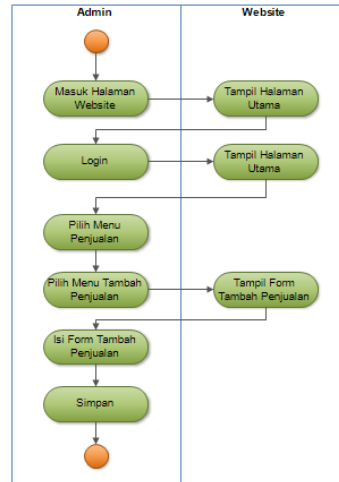 Admin
Website
Masuk Halaman
Website
Tampil Halaman
Utama
Login
Tampil Halaman
Utama
Pilih Menu
Penjualan
Pilih Menu Tambah
Penjualan
Tampil Form
Tambah Penjualan
Isi Form Tambah
Penjualan
Simpan